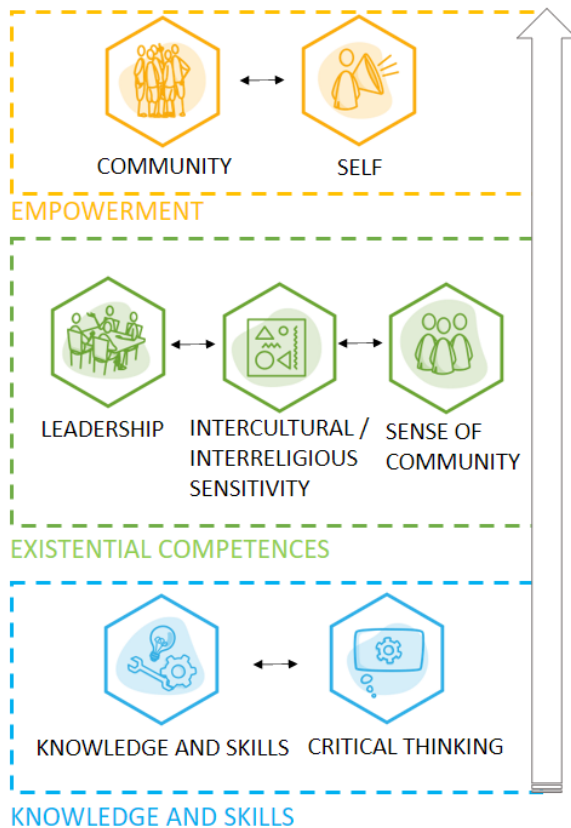 COMMUNITY
SELF
EMPOWERMENT
LEADERSHIP
INTERCULTURAL /
INTERRELIGIOUS
SENSITIVITY
SENSE OF
COMMUNITY
EXISTENTIAL COMPETENCES
KNOWLEDGE AND SKILLS
CRITICAL THINKING
KNOWLEDGE AND SKILLS